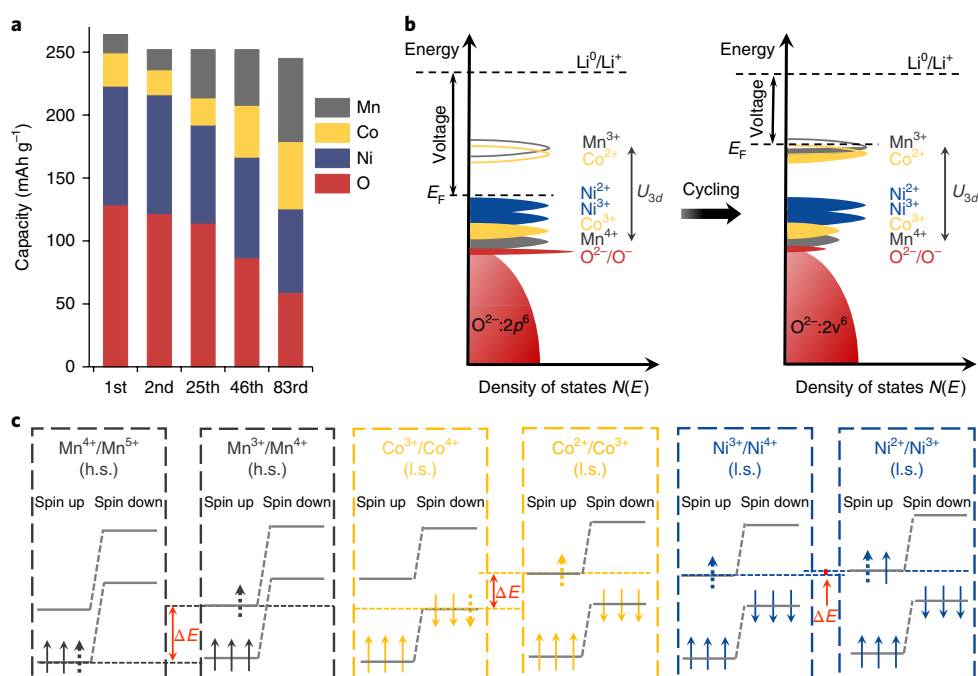 a
Capacity (mAh g⁻¹)
250
200
150
100
50
0
1st 2nd 25th 46th 83rd
Mn
Co
Ni
O
b
Energy
Li⁰/Li⁺
Voltage
E_F
Mn³⁺
Co²⁺
Ni²⁺
Ni³⁺
Co³⁺
Mn⁴⁺
O²⁻/O⁻
U₃d
O²⁻:2p⁶
Density of states N(E)
Cycling
Energy
Li⁰/Li⁺
Voltage
E_F
Mn³⁺
Co²⁺
Ni²⁺
Ni³⁺
Co³⁺
Mn⁴⁺
O²⁻/O⁻
U₃d
O²⁻:2v⁶
Density of states N(E)
c
Mn⁴⁺/Mn⁵⁺
(h.s.)
Spin up Spin down
ΔE
Mn³⁺/Mn⁴⁺
(h.s.)
Spin up Spin down
Co³⁺/Co⁴⁺
(l.s.)
Spin up Spin down
ΔE
Co²⁺/Co³⁺
(l.s.)
Spin up Spin down
Ni³⁺/Ni⁴⁺
(l.s.)
Spin up Spin down
ΔE
Ni²⁺/Ni³⁺
(l.s.)
Spin up Spin down